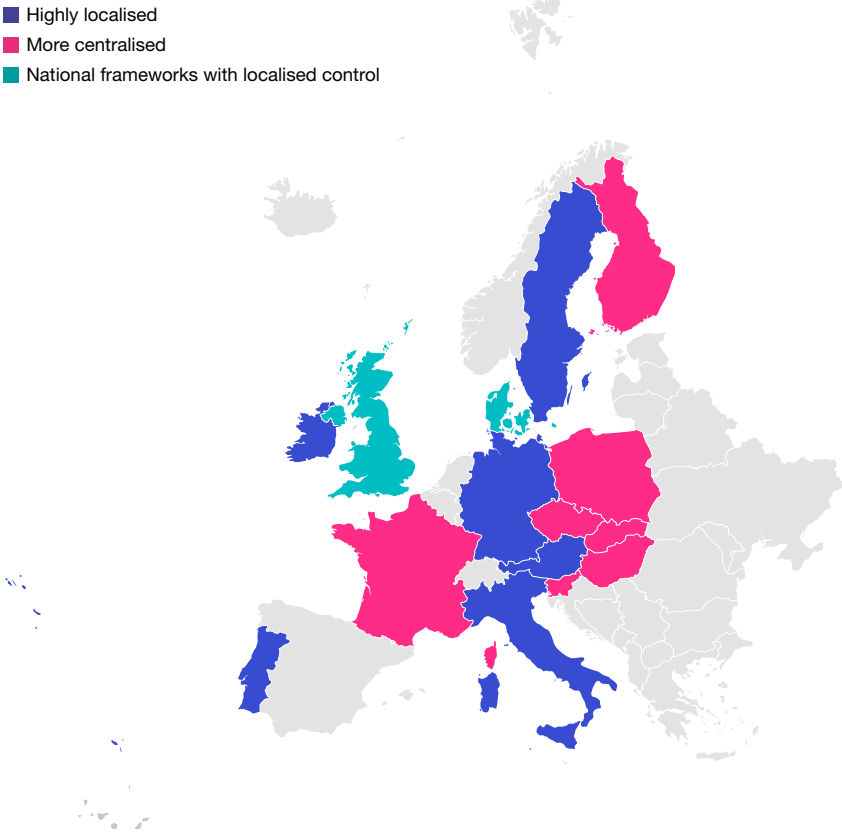 Highly localised
More centralised
National frameworks with localised control